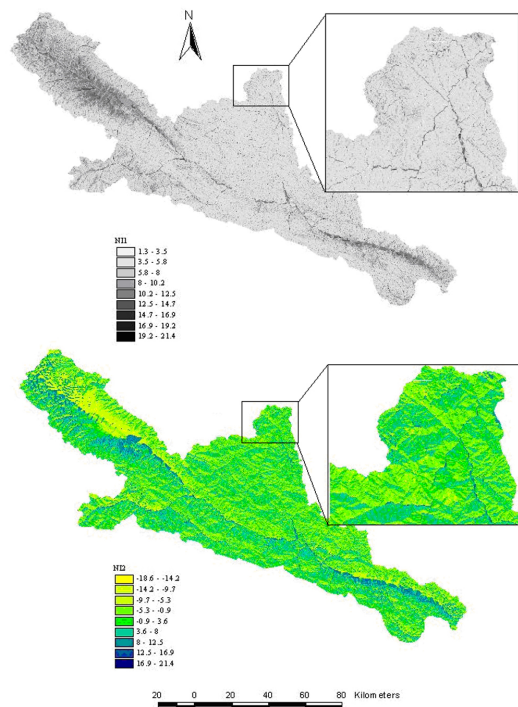 N
NI1
1.3 - 3.5
3.5 - 5.8
5.8 - 8
8 - 10.2
10.2 - 12.5
12.5 - 14.7
14.7 - 16.9
16.9 - 19.2
19.2 - 21.4
NI2
-18.6 - -14.2
-14.2 - -9.7
-9.7 - -5.3
-5.3 - -0.9
-0.9 - 3.6
3.6 - 8
8 - 12.5
12.5 - 16.9
16.9 - 21.4
20 0 20 40 60 80 Kilometers